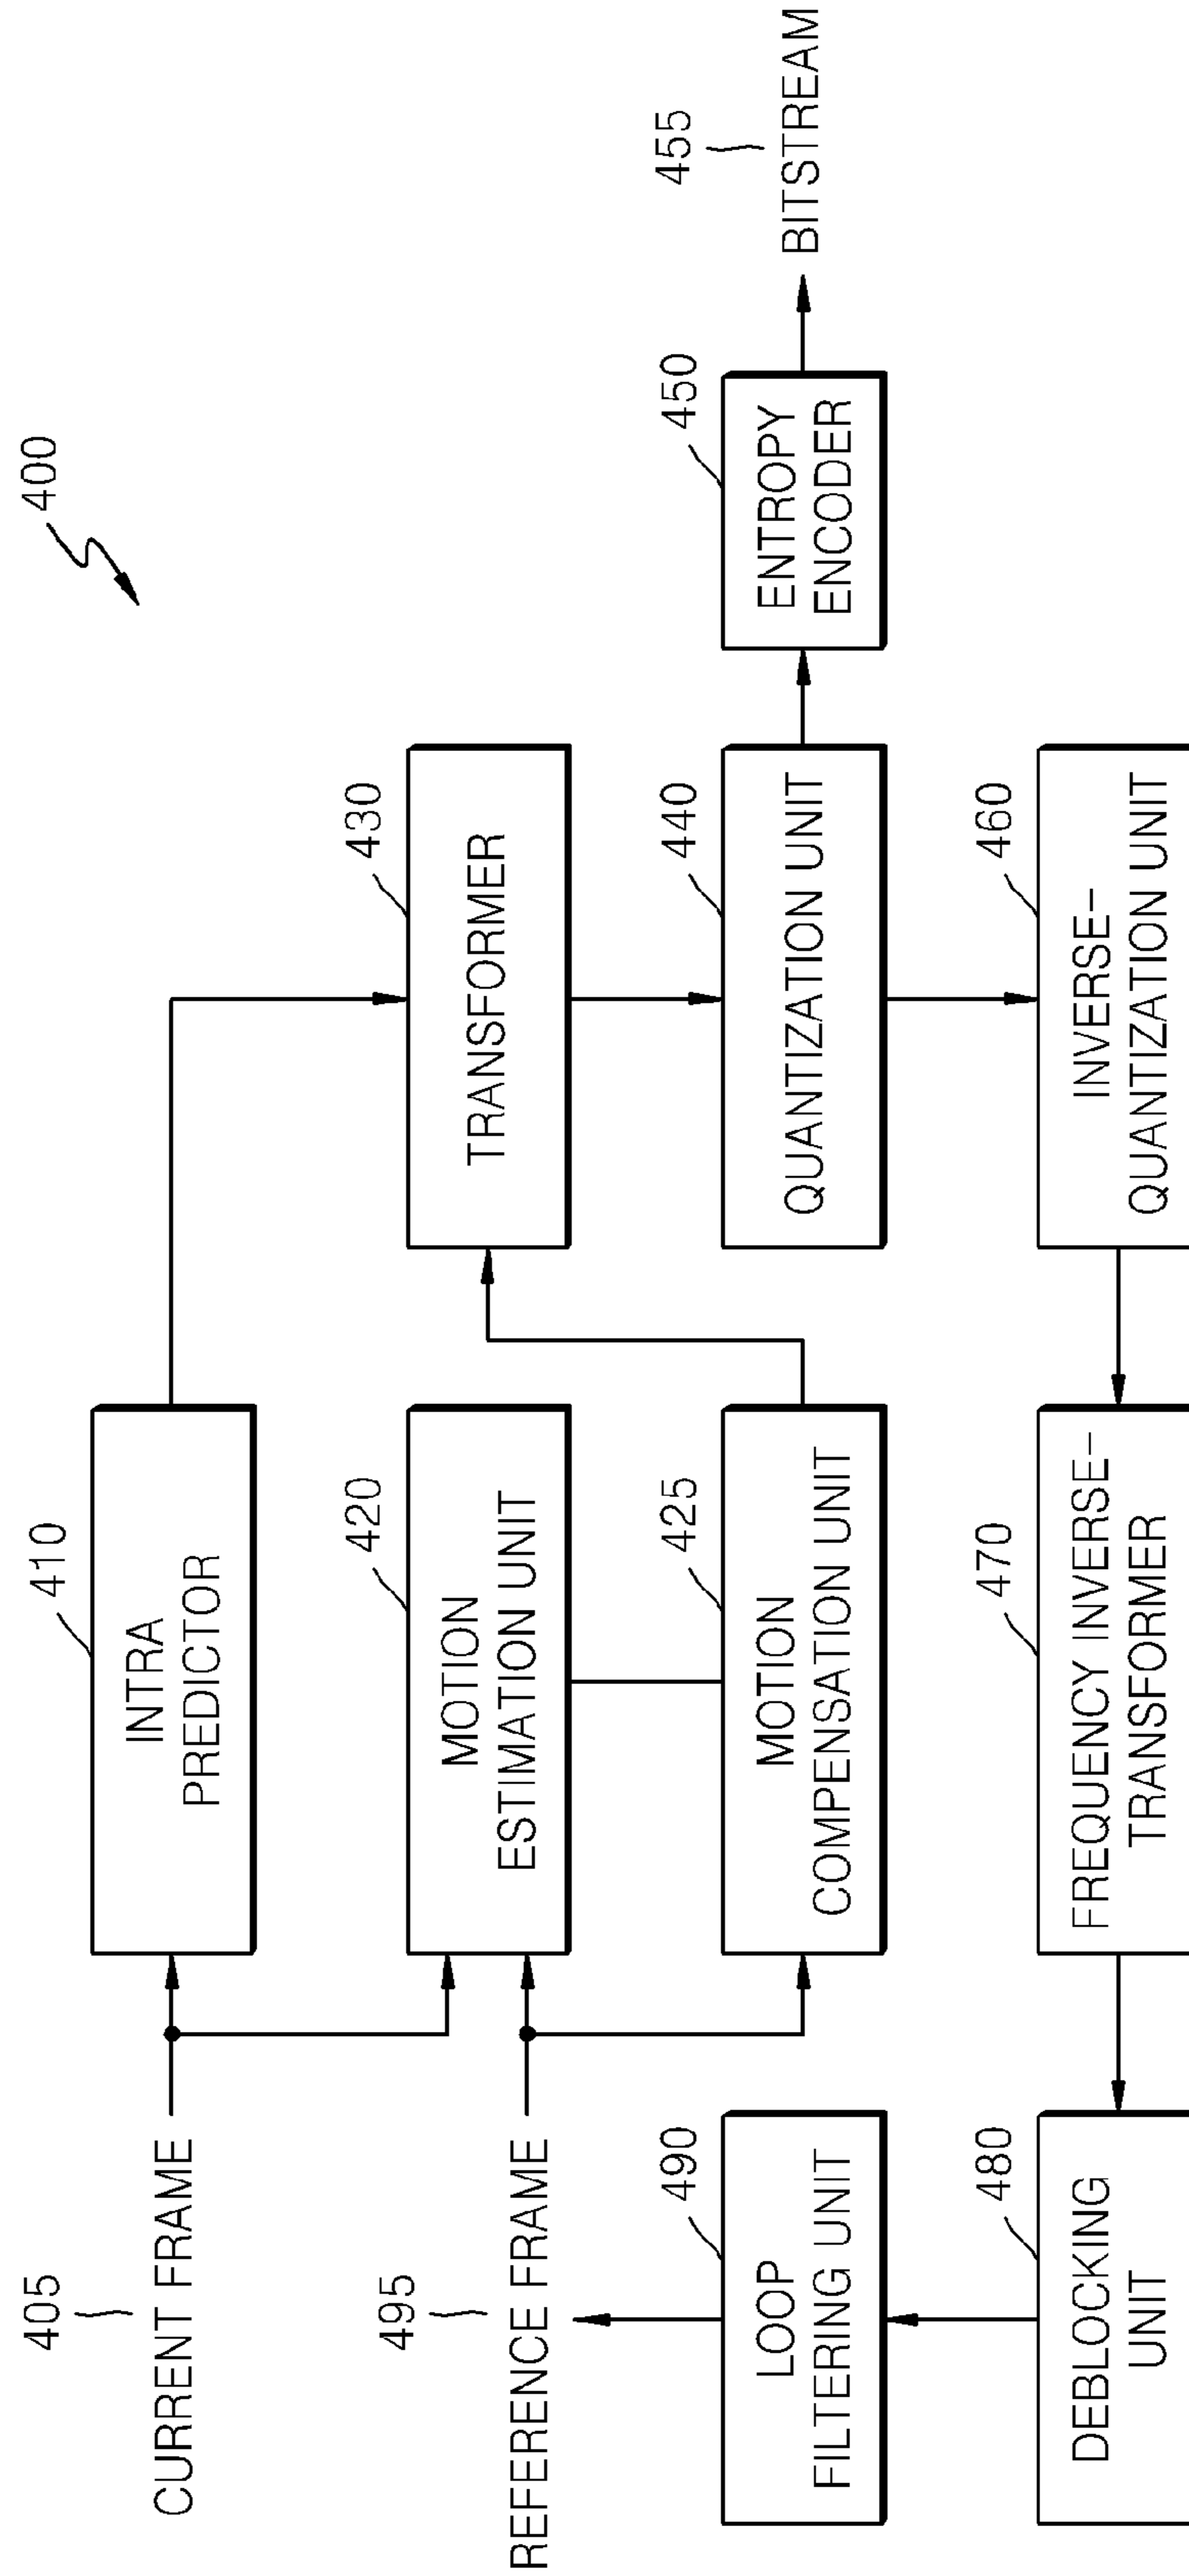 400
405
CURRENT FRAME
410
INTRA
PREDICTOR
495
REFERENCE FRAME
420
MOTION
ESTIMATION UNIT
430
TRANSFORMER
490
LOOP
FILTERING UNIT
425
MOTION
COMPENSATION UNIT
440
QUANTIZATION UNIT
450
ENTROPY
ENCODER
455
BITSTREAM
480
DEBLOCKING
UNIT
470
FREQUENCY INVERSE-
TRANSFORMER
460
INVERSE-
QUANTIZATION UNIT